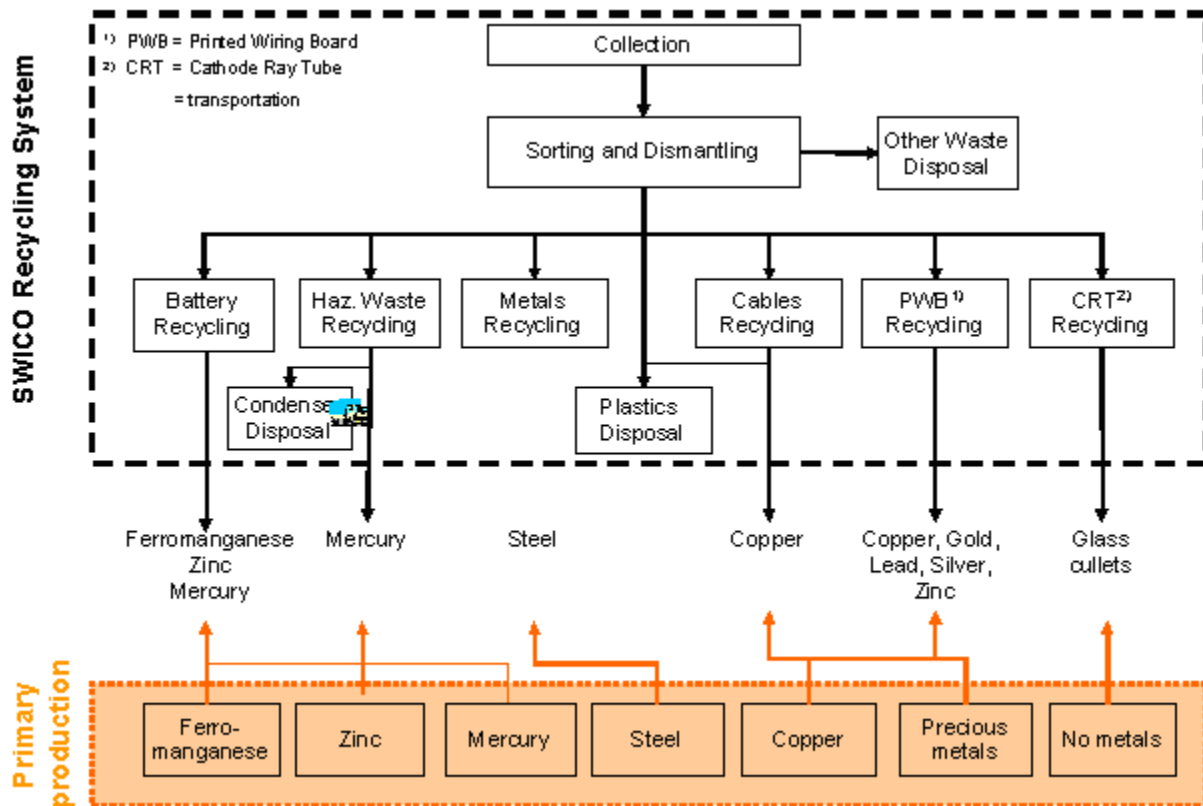 SWICO Recycling System
1) PWB = Printed Wiring Board
2) CRT = Cathode Ray Tube
= transportation
Collection
Sorting and Dismantling
Other Waste
Disposal
Battery
Recycling
Haz. Waste
Recycling
Metals
Recycling
Cables
Recycling
PWB 1)
Recycling
CRT 2)
Recycling
Disposal
Plastics
Disposal
Ferromanganese
Zinc
Mercury
Mercury
Steel
Copper
Copper, Gold,
Lead, Silver,
Zinc
Glass
cullets
Primary
production
Ferro-
manganese
Zinc
Mercury
Steel
Copper
Precious
metals
No metals